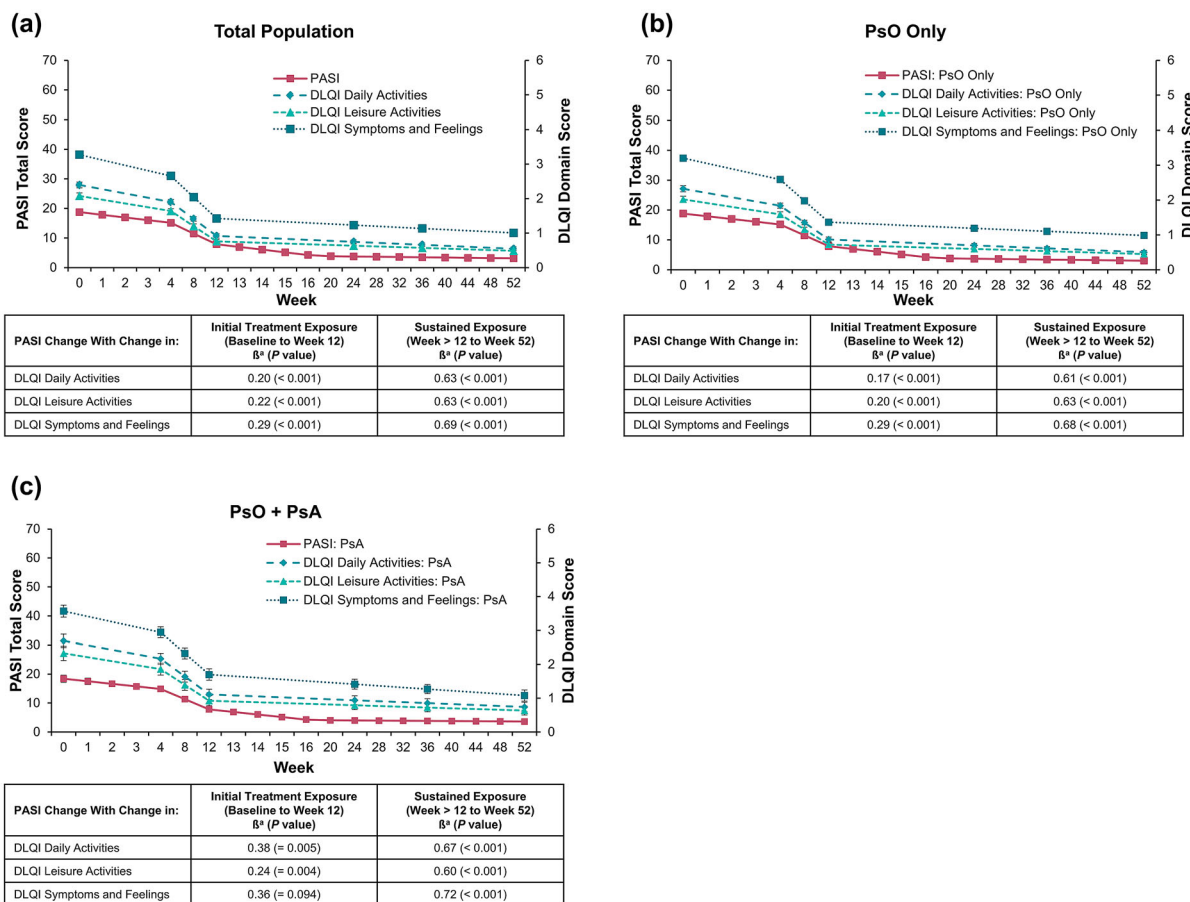 (a)
Total Population
PASI Total Score
70
60
50
40
30
20
10
0
PASI
DLQI Daily Activities
DLQI Leisure Activities
DLQI Symptoms and Feelings
6
5
4
3
2
1
0
DLQI Domain Score
0 1 2 3 4 8 12 13 14 15 16 20 24 28 32 36 40 44 48 52
Week
PASI Change With Change in: Initial Treatment Exposure (Baseline to Week 12) ßᵃ (P value) Sustained Exposure (Week > 12 to Week 52) ßᵃ (P value)
DLQI Daily Activities 0.20 (< 0.001) 0.63 (< 0.001)
DLQI Leisure Activities 0.22 (< 0.001) 0.63 (< 0.001)
DLQI Symptoms and Feelings 0.29 (< 0.001) 0.69 (< 0.001)
(b)
PsO Only
PASI Total Score
70
60
50
40
30
20
10
0
PASI: PsO Only
DLQI Daily Activities: PsO Only
DLQI Leisure Activities: PsO Only
DLQI Symptoms and Feelings: PsO Only
6
5
4
3
2
1
0
DLQI Domain Score
0 1 2 3 4 8 12 13 14 15 16 20 24 28 32 36 40 44 48 52
Week
PASI Change With Change in: Initial Treatment Exposure (Baseline to Week 12) ßᵃ (P value) Sustained Exposure (Week > 12 to Week 52) ßᵃ (P value)
DLQI Daily Activities 0.17 (< 0.001) 0.61 (< 0.001)
DLQI Leisure Activities 0.20 (< 0.001) 0.63 (< 0.001)
DLQI Symptoms and Feelings 0.29 (< 0.001) 0.68 (< 0.001)
(c)
PsO + PsA
PASI Total Score
70
60
50
40
30
20
10
0
PASI: PsA
DLQI Daily Activities: PsA
DLQI Leisure Activities: PsA
DLQI Symptoms and Feelings: PsA
6
5
4
3
2
1
0
DLQI Domain Score
0 1 2 3 4 8 12 13 14 15 16 20 24 28 32 36 40 44 48 52
Week
PASI Change With Change in: Initial Treatment Exposure (Baseline to Week 12) ßᵃ (P value) Sustained Exposure (Week > 12 to Week 52) ßᵃ (P value)
DLQI Daily Activities 0.38 (= 0.005) 0.67 (< 0.001)
DLQI Leisure Activities 0.24 (= 0.004) 0.60 (< 0.001)
DLQI Symptoms and Feelings 0.36 (= 0.094) 0.72 (< 0.001)